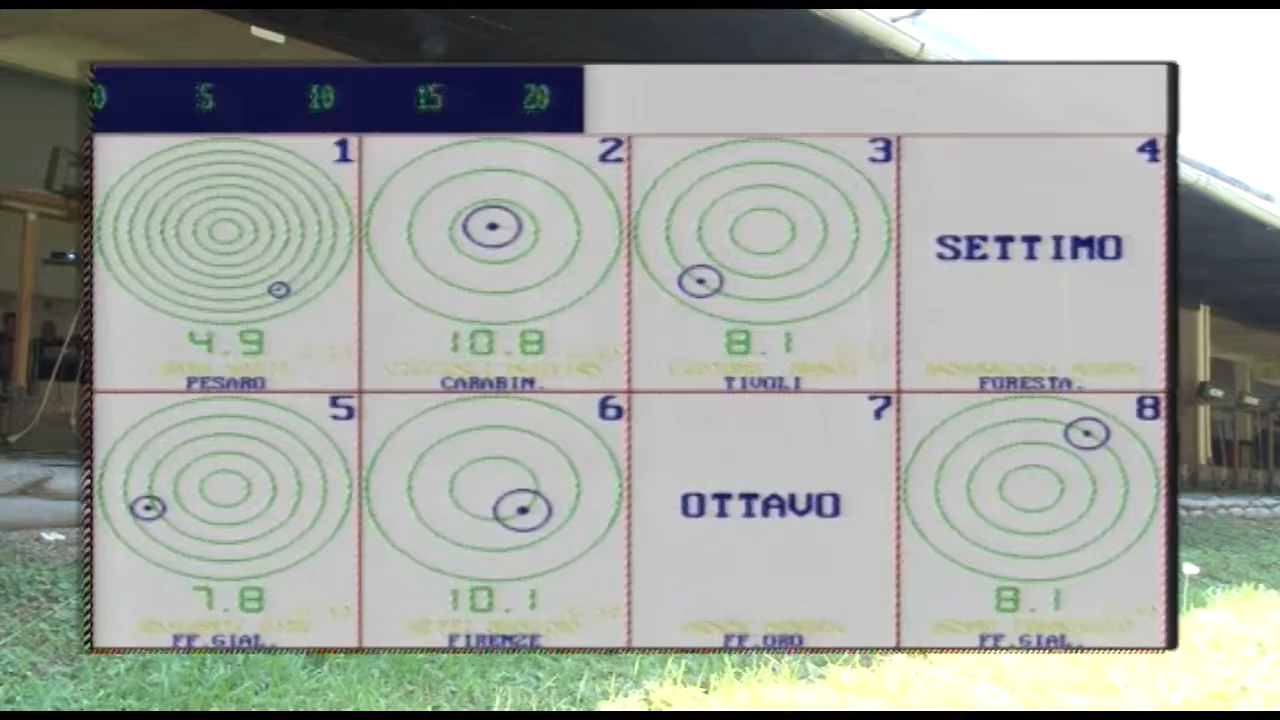 0 5 10 15 20
1
4.9
PESARO
2
10.8
CARABIN.
3
8.1
TIVOLI
4
SETTIMO
FORESTA.
5
7.8
FF.GIAL.
6
10.1
FIRENZE
7
OTTAVO
FF.ORO
8
8.1
FF.GIAL.